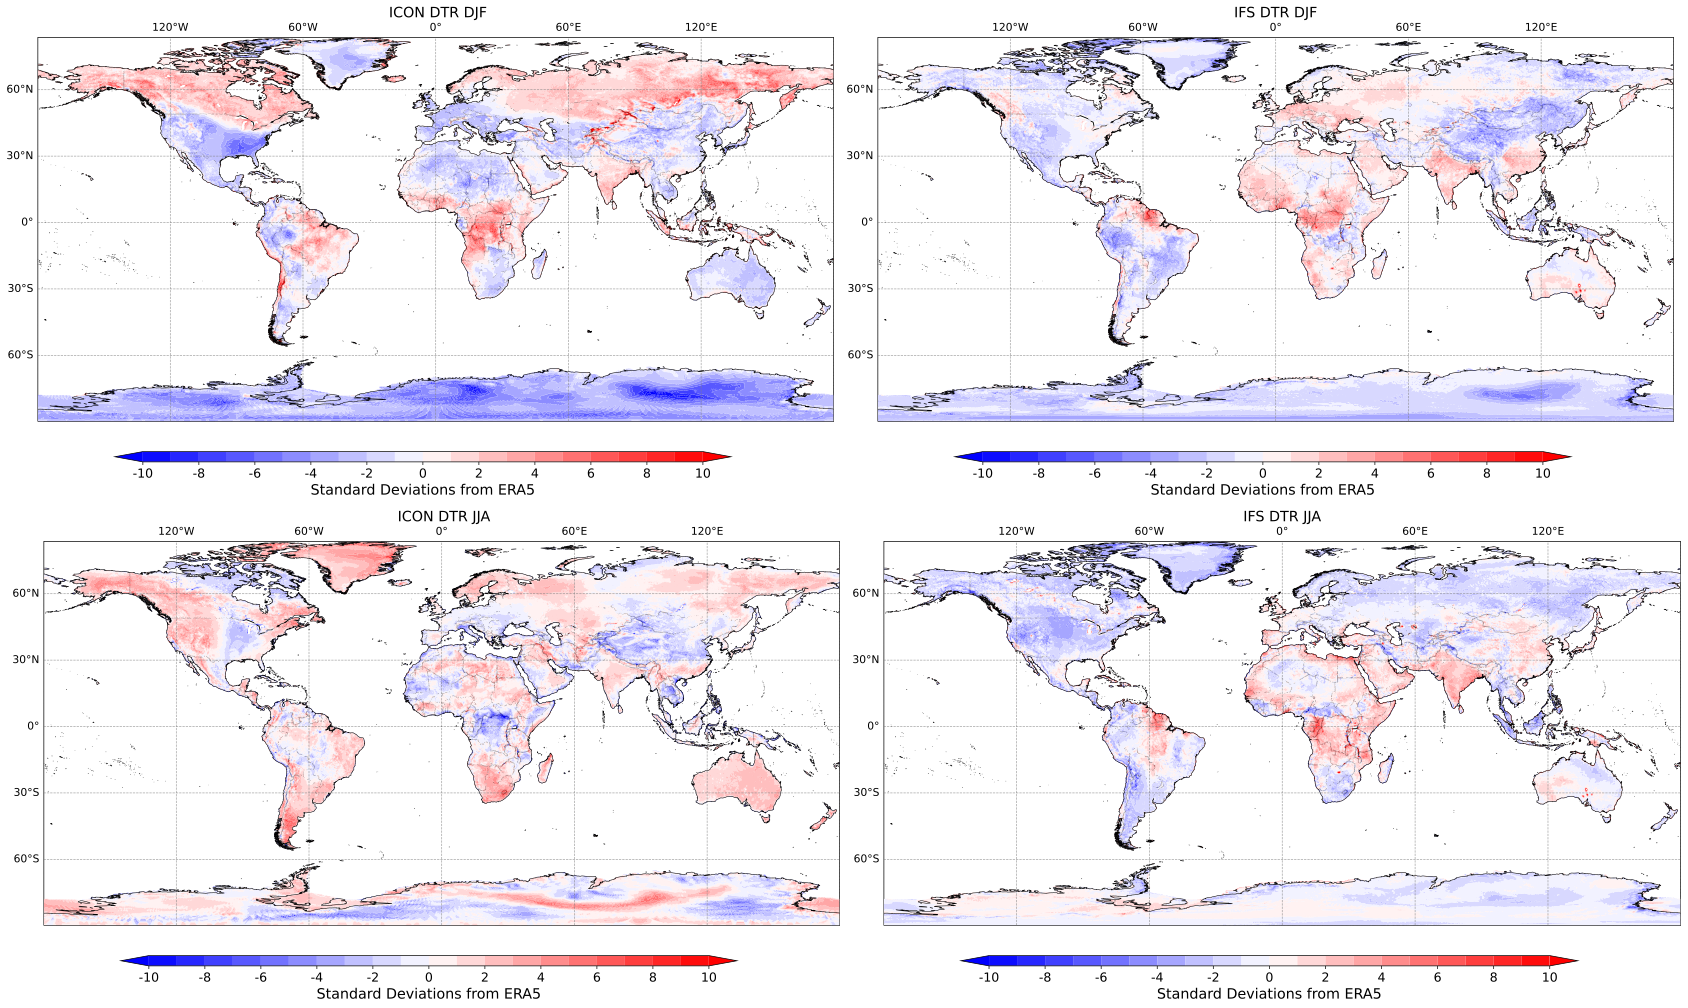 ICON DTR DJF
120°W 60°W 0° 60°E 120°E
60°N
30°N
0°
30°S
60°S
-10 -8 -6 -4 -2 0 2 4 6 8 10
Standard Deviations from ERA5
IFS DTR DJF
120°W 60°W 0° 60°E 120°E
60°N
30°N
0°
30°S
60°S
-10 -8 -6 -4 -2 0 2 4 6 8 10
Standard Deviations from ERA5
ICON DTR JJA
120°W 60°W 0° 60°E 120°E
60°N
30°N
0°
30°S
60°S
-10 -8 -6 -4 -2 0 2 4 6 8 10
Standard Deviations from ERA5
IFS DTR JJA
120°W 60°W 0° 60°E 120°E
60°N
30°N
0°
30°S
60°S
-10 -8 -6 -4 -2 0 2 4 6 8 10
Standard Deviations from ERA5